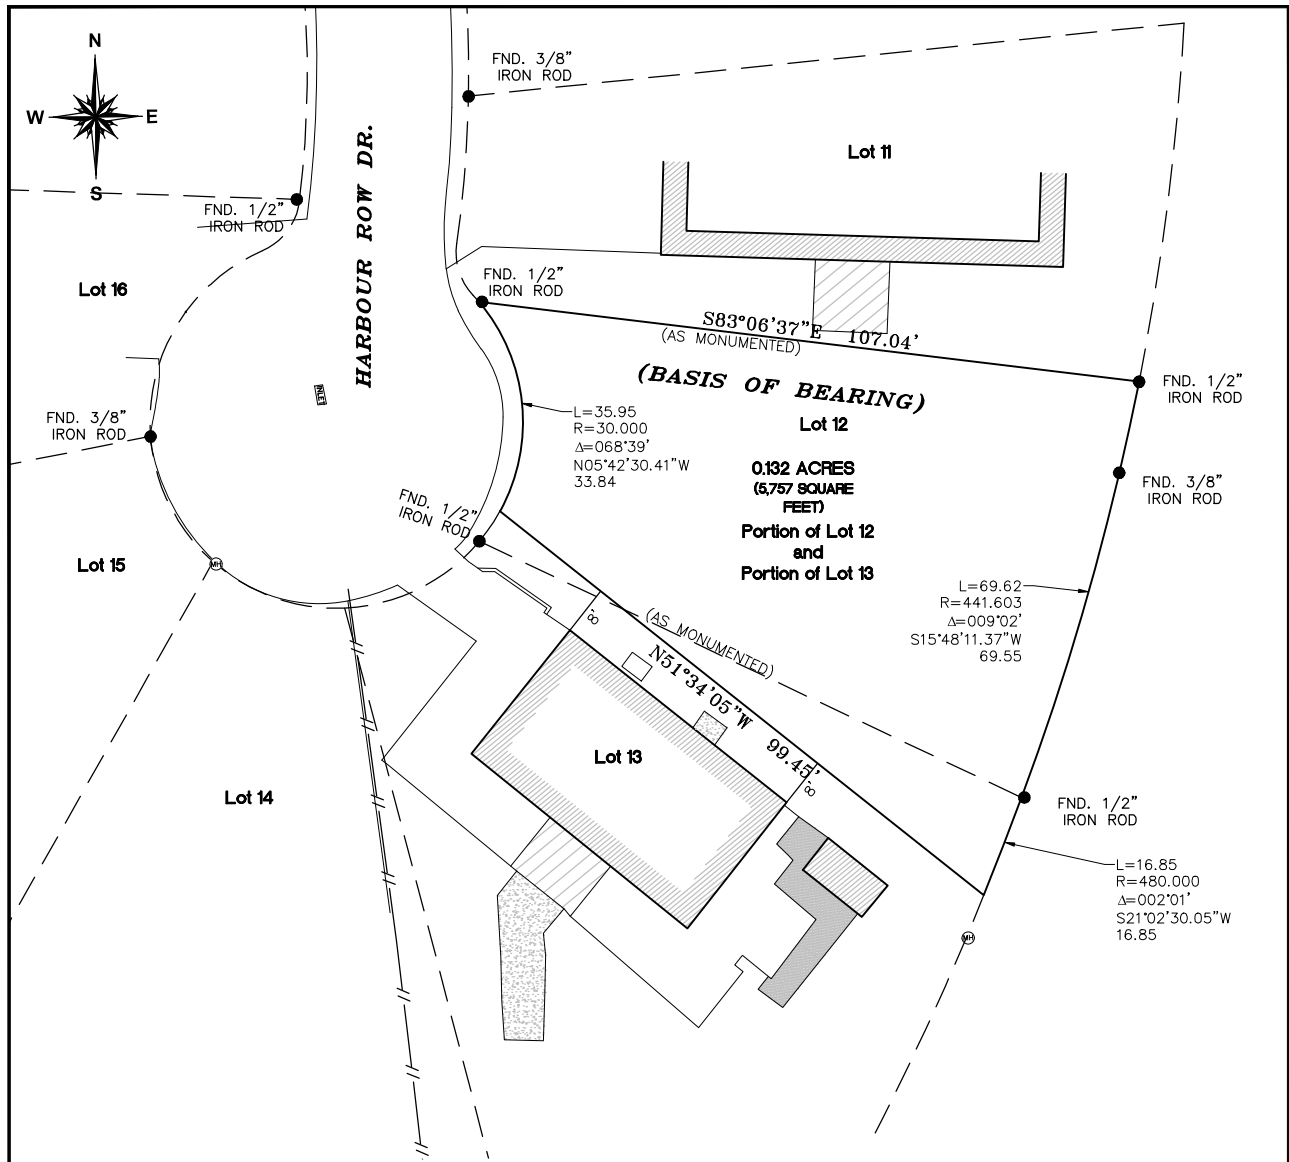 N
W
E
S
FND. 3/8"
IRON ROD
HARBOUR ROW DR.
Lot 11
FND. 1/2"
IRON ROD
Lot 16
FND. 1/2"
IRON ROD
S83°06'37"E 107.04'
(AS MONUMENTED)
(BASIS OF BEARING)
FND. 1/2"
IRON ROD
INLET
FND. 3/8"
IRON ROD
L=35.95
R=30.000
Δ=068°39'
N05°42'30.41"W
33.84
Lot 12
0.132 ACRES
(5,757 SQUARE
FEET)
Portion of Lot 12
and
Portion of Lot 13
FND. 3/8"
IRON ROD
FND. 1/2"
IRON ROD
Lot 15
MH
L=69.62
R=441.603
Δ=009°02'
S15°48'11.37"W
69.55
(AS MONUMENTED)
8'
N51°34'05"W 99.45'
8'
Lot 13
Lot 14
FND. 1/2"
IRON ROD
L=16.85
R=480.000
Δ=002°01'
S21°02'30.05"W
16.85
MH